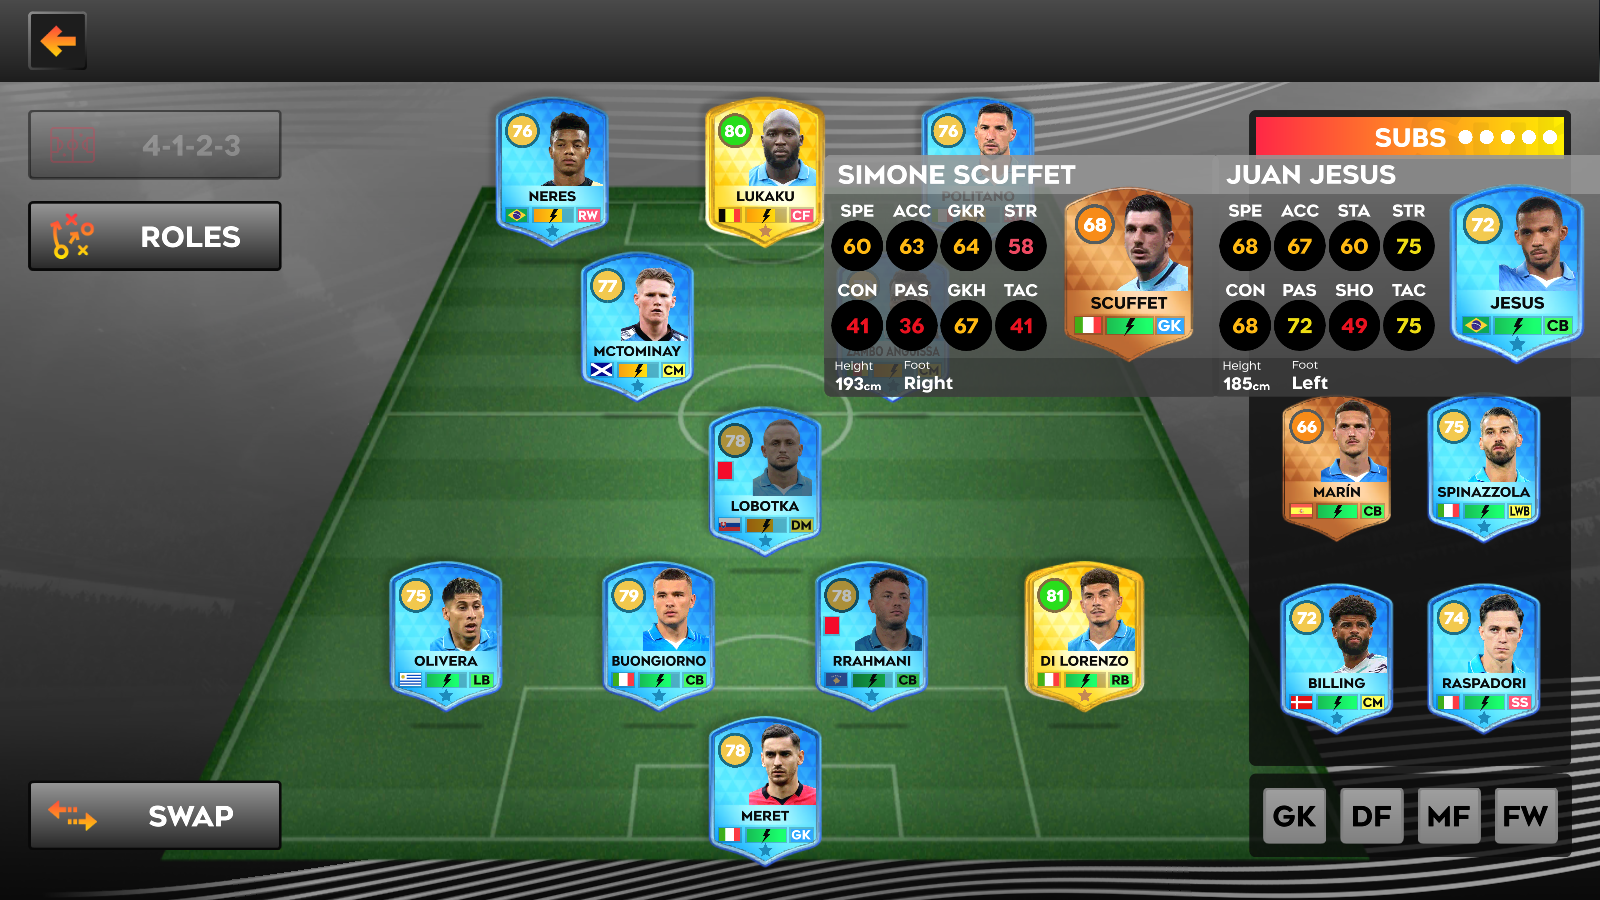 4-1-2-3
ROLES
SUBS
76
NERES
RW
80
LUKAKU
CF
76
POLITANO
SIMONE SCUFFET
SPE ACC GKR STR
60 63 64 58
CON PAS GKH TAC
41 36 67 41
Height Foot
193cm Right
68
SCUFFET
GK
JUAN JESUS
SPE ACC STA STR
68 67 60 75
CON PAS SHO TAC
68 72 49 75
Height Foot
185cm Left
72
JESUS
CB
77
MCTOMINAY
CM
ZAMBO ANGUISSA
CM
78
LOBOTKA
DM
66
MARÍN
CB
75
SPINAZZOLA
LWB
75
OLIVERA
LB
79
BUONGIORNO
CB
78
RRAHMANI
CB
81
DI LORENZO
RB
72
BILLING
CM
74
RASPADORI
SS
78
MERET
GK
SWAP
GK DF MF FW